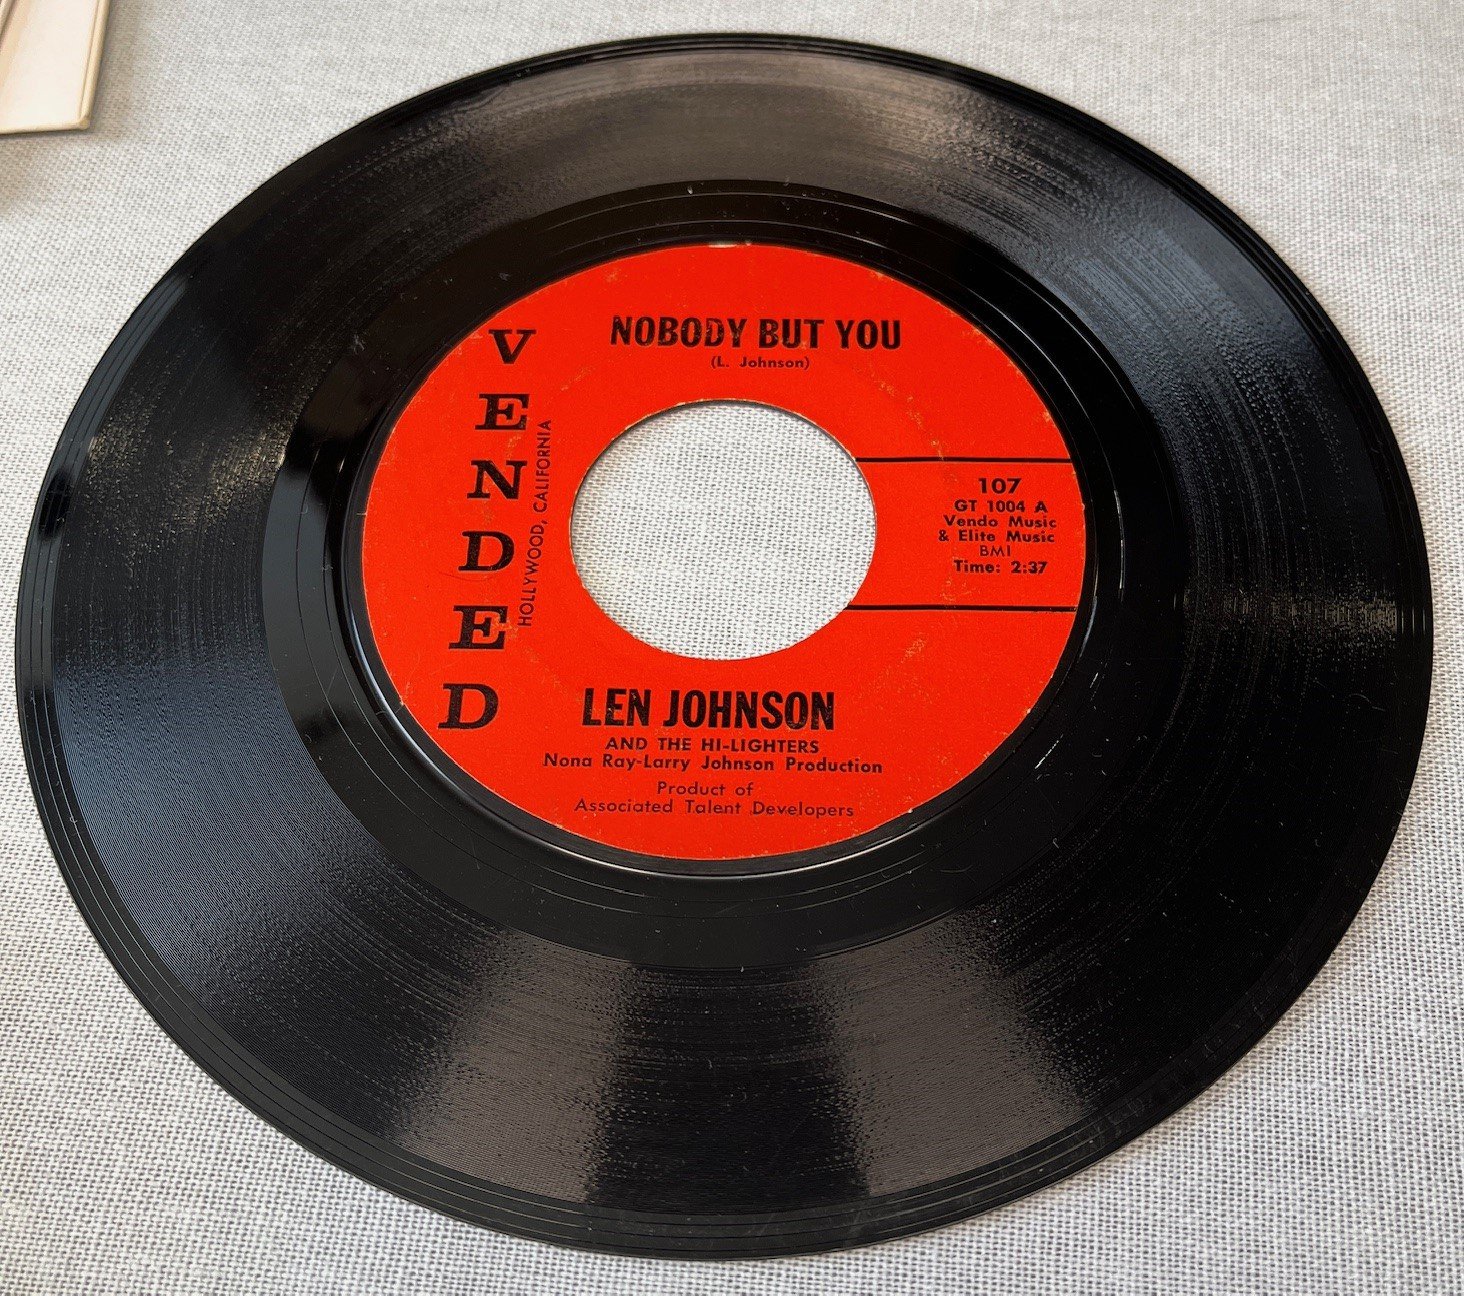 NOBODY BUT YOU
(L. Johnson)
VENDED
HOLLYWOOD, CALIFORNIA
107
GT 1004 A
Vendo Music
& Elite Music
BMI
Time: 2:37
LEN JOHNSON
AND THE HI-LIGHTERS
Nona Ray-Larry Johnson Production
Product of
Associated Talent Developers